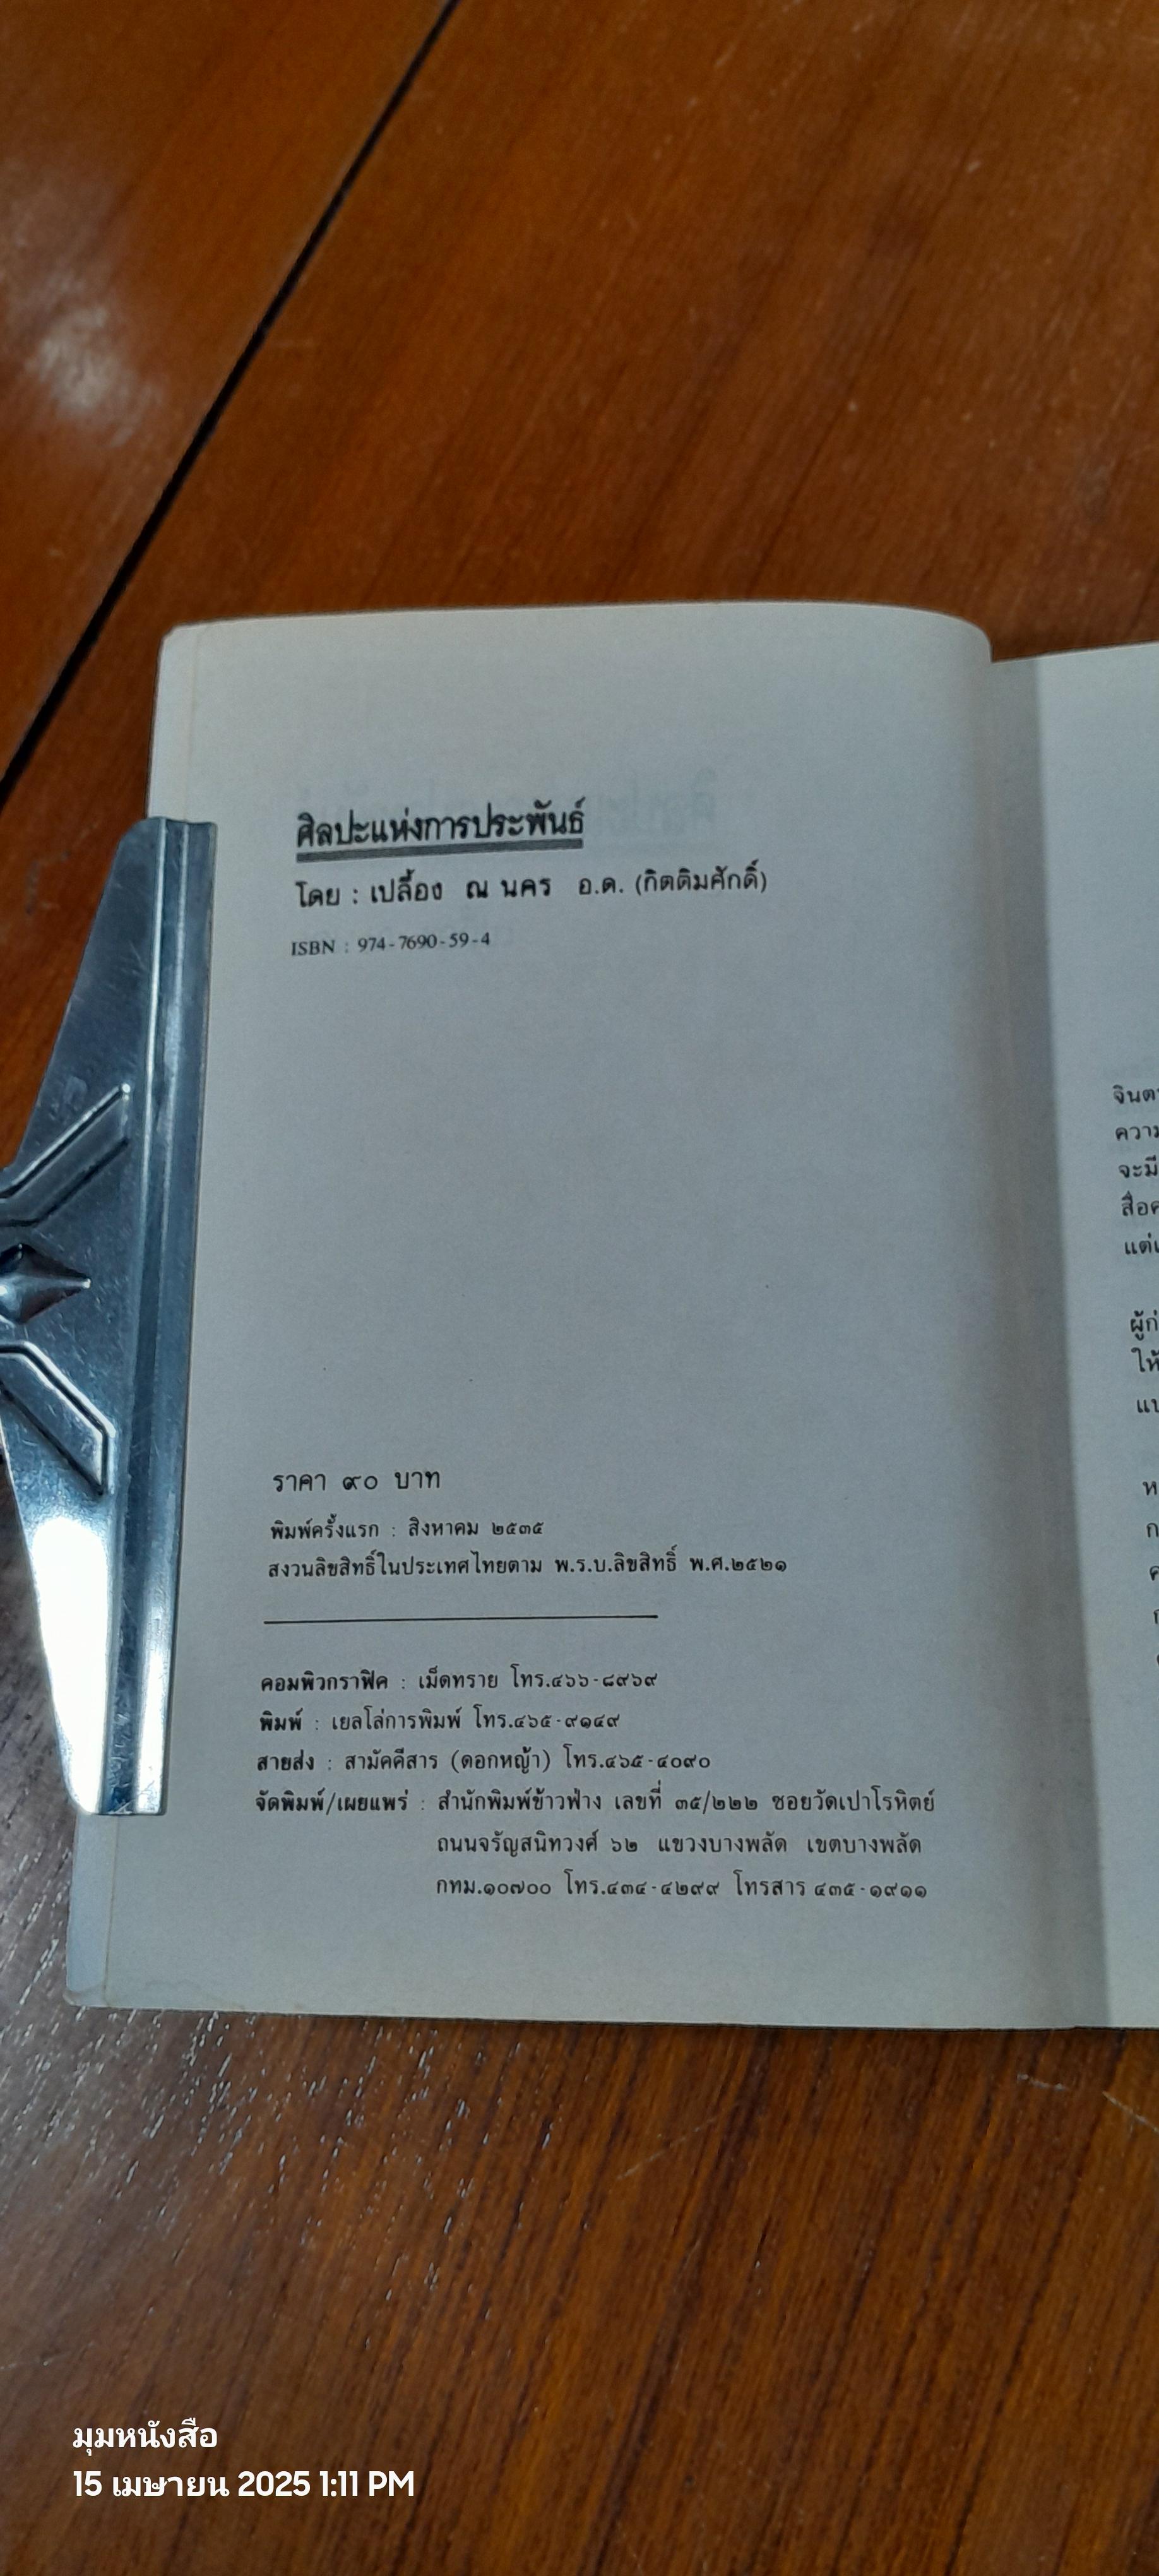 ศิลปะแห่งการประพันธ์
โดย : เปลื้อง ณ นคร อ.ด. (กิตติมศักดิ์)
ISBN : 974-7690-59-4
ราคา ๙๐ บาท
พิมพ์ครั้งแรก : สิงหาคม ๒๕๓๕
สงวนลิขสิทธิ์ในประเทศไทยตาม พ.ร.บ.ลิขสิทธิ์ พ.ศ.๒๕๒๑
คอมพิวกราฟิค : เม็ดทราย โทร.๔๖๖-๘๙๖๙
พิมพ์ : เยลโล่การพิมพ์ โทร.๔๖๕-๙๑๔๙
สายส่ง : สามัคคีสาร (ดอกหญ้า) โทร.๔๖๕-๔๐๙๐
จัดพิมพ์/เผยแพร่ : สำนักพิมพ์ข้าวฟ่าง เลขที่ ๓๕/๒๒๒ ซอยวัดเปาโรหิตย์
ถนนจรัญสนิทวงศ์ ๖๒ แขวงบางพลัด เขตบางพลัด
กทม.๑๐๗๐๐ โทร.๔๓๔-๔๒๙๙ โทรสาร ๔๓๕-๑๙๑๑
ความ
จะมี
ผู้ก่
ให้
มุมหนังสือ
15 เมษายน 2025 1:11 PM